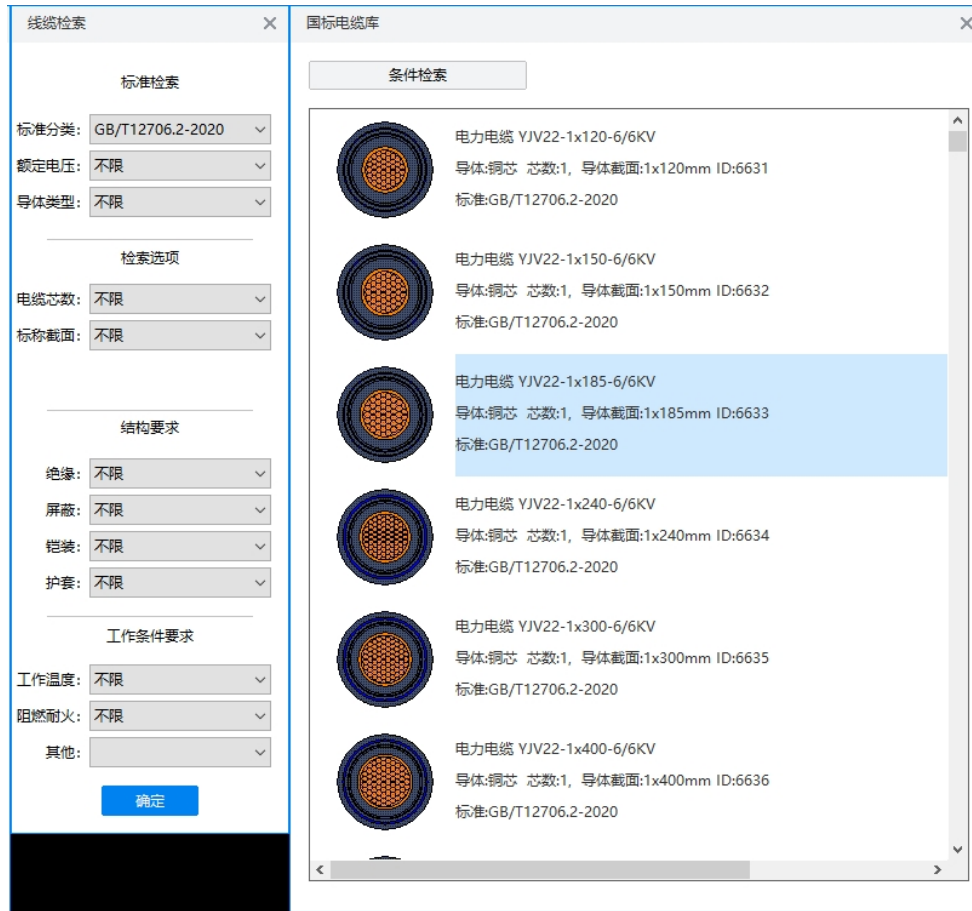 线缆检索
标准检索
标准分类: GB/T12706.2-2020
额定电压: 不限
导体类型: 不限
检索选项
电缆芯数: 不限
标称截面: 不限
结构要求
绝缘: 不限
屏蔽: 不限
铠装: 不限
护套: 不限
工作条件要求
工作温度: 不限
阻燃耐火: 不限
其他:
确定
国标电缆库
条件检索
电力电缆 YJV22-1x120-6/6KV
导体:铜芯 芯数:1, 导体截面:1x120mm ID:6631
标准:GB/T12706.2-2020
电力电缆 YJV22-1x150-6/6KV
导体:铜芯 芯数:1, 导体截面:1x150mm ID:6632
标准:GB/T12706.2-2020
电力电缆 YJV22-1x185-6/6KV
导体:铜芯 芯数:1, 导体截面:1x185mm ID:6633
标准:GB/T12706.2-2020
电力电缆 YJV22-1x240-6/6KV
导体:铜芯 芯数:1, 导体截面:1x240mm ID:6634
标准:GB/T12706.2-2020
电力电缆 YJV22-1x300-6/6KV
导体:铜芯 芯数:1, 导体截面:1x300mm ID:6635
标准:GB/T12706.2-2020
电力电缆 YJV22-1x400-6/6KV
导体:铜芯 芯数:1, 导体截面:1x400mm ID:6636
标准:GB/T12706.2-2020